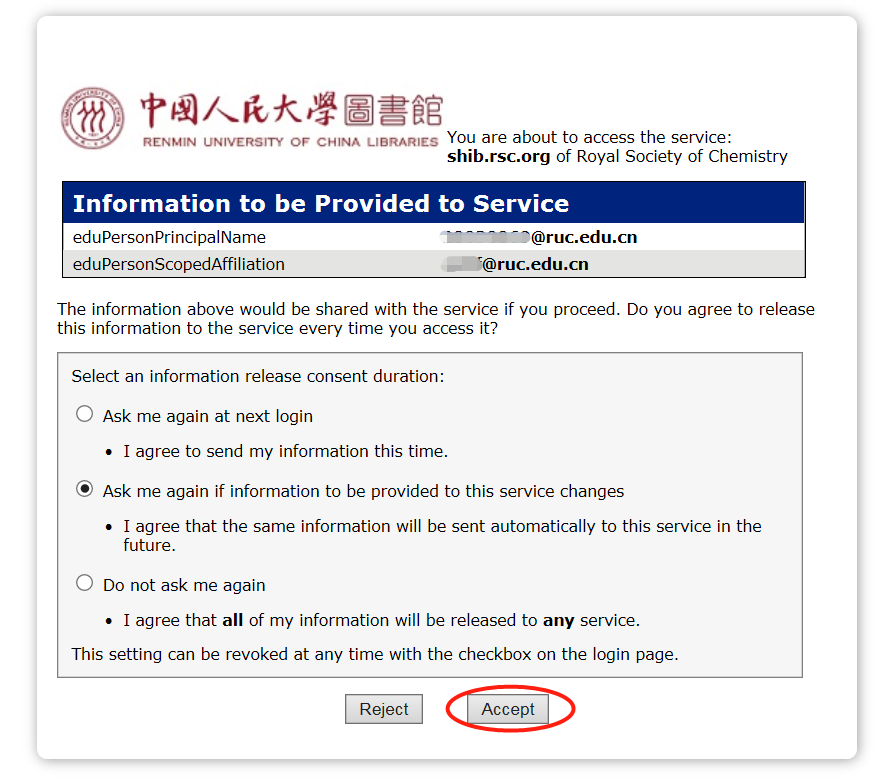 中國人民大學圖書館
RENMIN UNIVERSITY OF CHINA LIBRARIES
You are about to access the service:
shib.rsc.org of Royal Society of Chemistry
Information to be Provided to Service
eduPersonPrincipalName @ruc.edu.cn
eduPersonScopedAffiliation @ruc.edu.cn
The information above would be shared with the service if you proceed. Do you agree to release
this information to the service every time you access it?
Select an information release consent duration:
Ask me again at next login
• I agree to send my information this time.
Ask me again if information to be provided to this service changes
• I agree that the same information will be sent automatically to this service in the
future.
Do not ask me again
• I agree that all of my information will be released to any service.
This setting can be revoked at any time with the checkbox on the login page.
Reject Accept